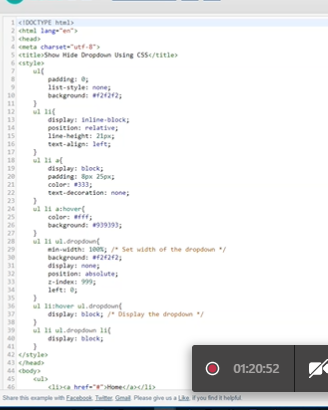 1 <!DOCTYPE html>
2 <html lang="en">
3 <head>
4 <meta charset="utf-8">
5 <title>Show Hide Dropdown Using CSS</title>
6 <style>
7 ul{
8 padding: 0;
9 list-style: none;
10 background: #f2f2f2;
11 }
12 ul li{
13 display: inline-block;
14 position: relative;
15 line-height: 21px;
16 text-align: left;
17 }
18 ul li a{
19 display: block;
20 padding: 8px 25px;
21 color: #333;
22 text-decoration: none;
23 }
24 ul li a:hover{
25 color: #fff;
26 background: #939393;
27 }
28 ul li ul.dropdown{
29 min-width: 100%; /* Set width of the dropdown */
30 background: #f2f2f2;
31 display: none;
32 position: absolute;
33 z-index: 999;
34 left: 0;
35 }
36 ul li:hover ul.dropdown{
37 display: block; /* Display the dropdown */
38 }
39 ul li ul.dropdown li{
40 display: block;
41 }
42 </style>
43 </head>
44 <body>
45 <ul>
46 <li><a href="#">Home</a></li>
01:20:52
Share this example with Facebook, Twitter, Gmail. Please give us a Like, if you find it helpful.